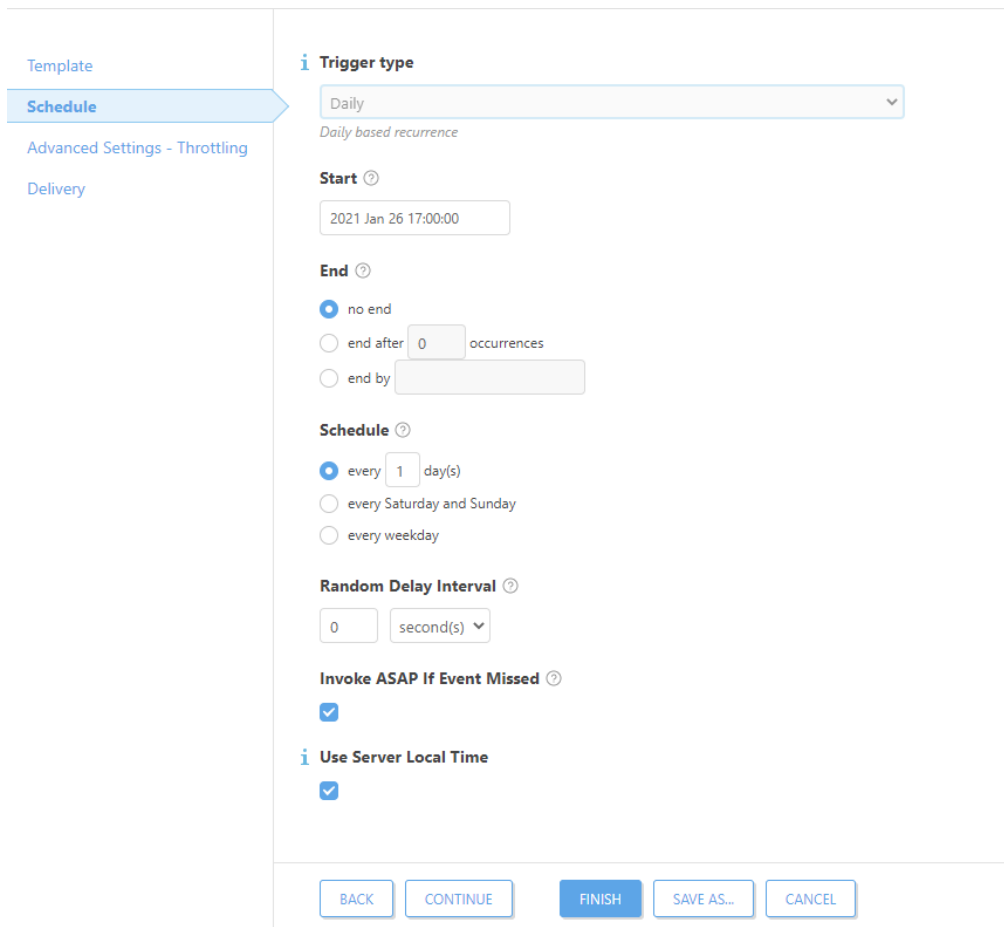 Template
Schedule
Advanced Settings - Throttling
Delivery
Trigger type
Daily
Daily based recurrence
Start
2021 Jan 26 17:00:00
End
no end
end after 0 occurrences
end by
Schedule
every 1 day(s)
every Saturday and Sunday
every weekday
Random Delay Interval
0 second(s)
Invoke ASAP If Event Missed
Use Server Local Time
BACK CONTINUE FINISH SAVE AS... CANCEL